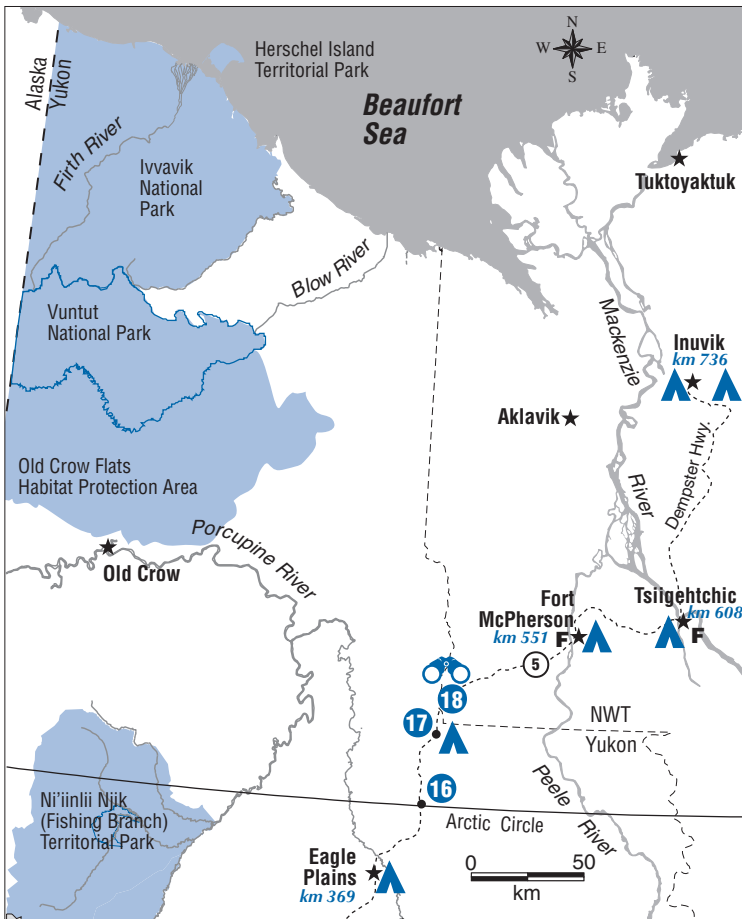 N
W E
S
Herschel Island
Territorial Park
Beaufort
Sea
Alaska
Yukon
Firth River
Ivvavik
National
Park
Tuktoyaktuk
Blow River
Vuntut
National Park
Mackenzie
River
Inuvik
km 736
Aklavik
Dempster Hwy.
Old Crow Flats
Habitat Protection Area
Porcupine River
Old Crow
Fort
McPherson
km 551
F
Tsiigehtchic
km 608
F
5
18
17
NWT
Yukon
16
Arctic Circle
Peele River
Ni'iinlii Njik
(Fishing Branch)
Territorial Park
Eagle
Plains
km 369
0 50
km